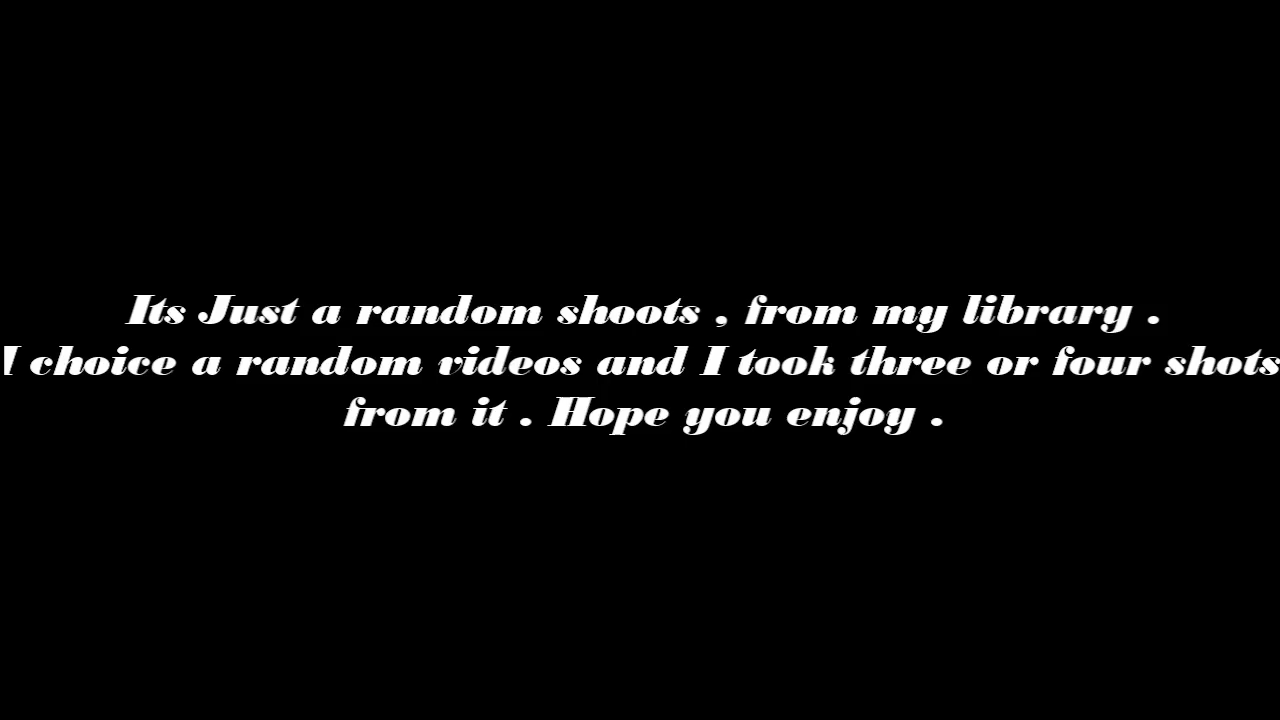 Its Just a random shoots , from my library .
I choice a random videos and I took three or four shots
from it . Hope you enjoy .